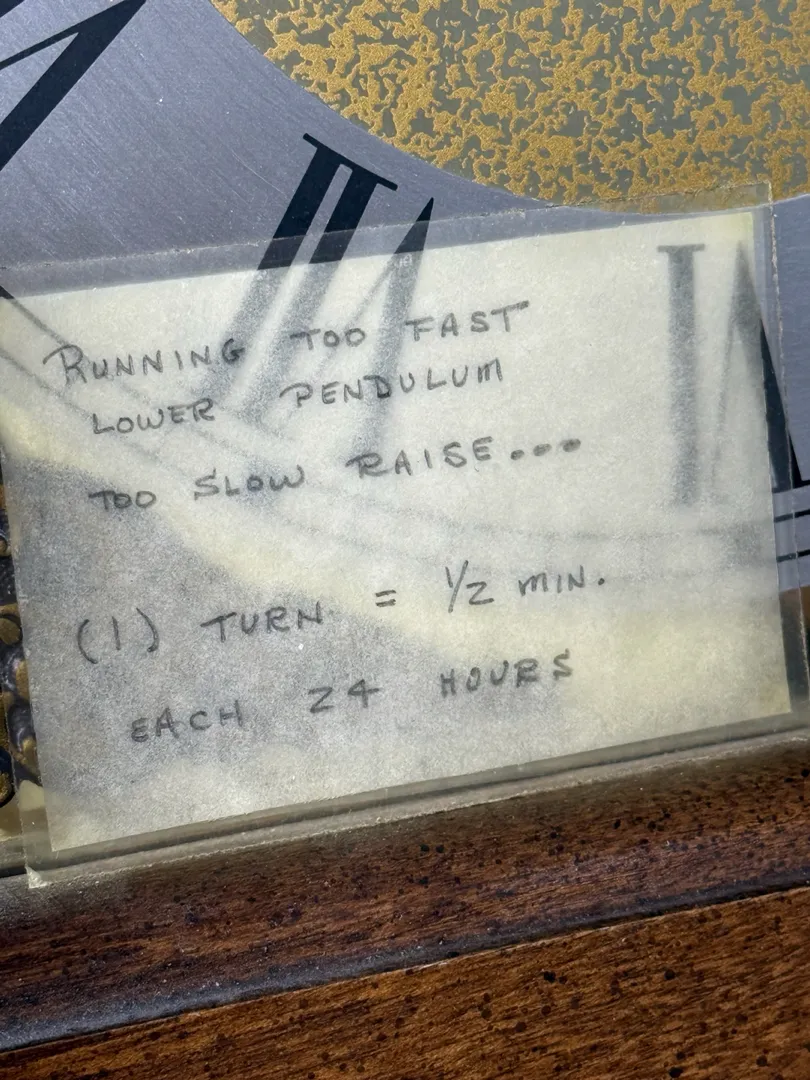 RUNNING TOO FAST
LOWER PENDULUM
TOO SLOW RAISE...
(1) TURN = 1/2 MIN.
EACH 24 HOURS